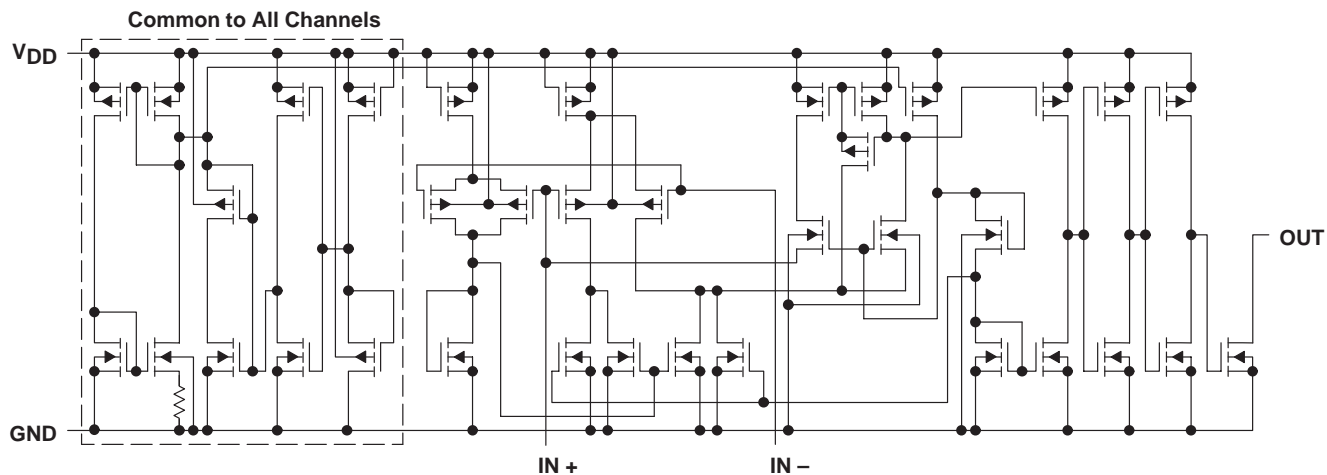 Common to All Channels
VDD
OUT
GND
IN +
IN –